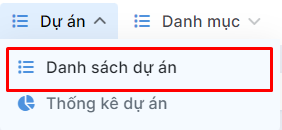 Dự án Danh mục
Danh sách dự án
Thống kê dự án